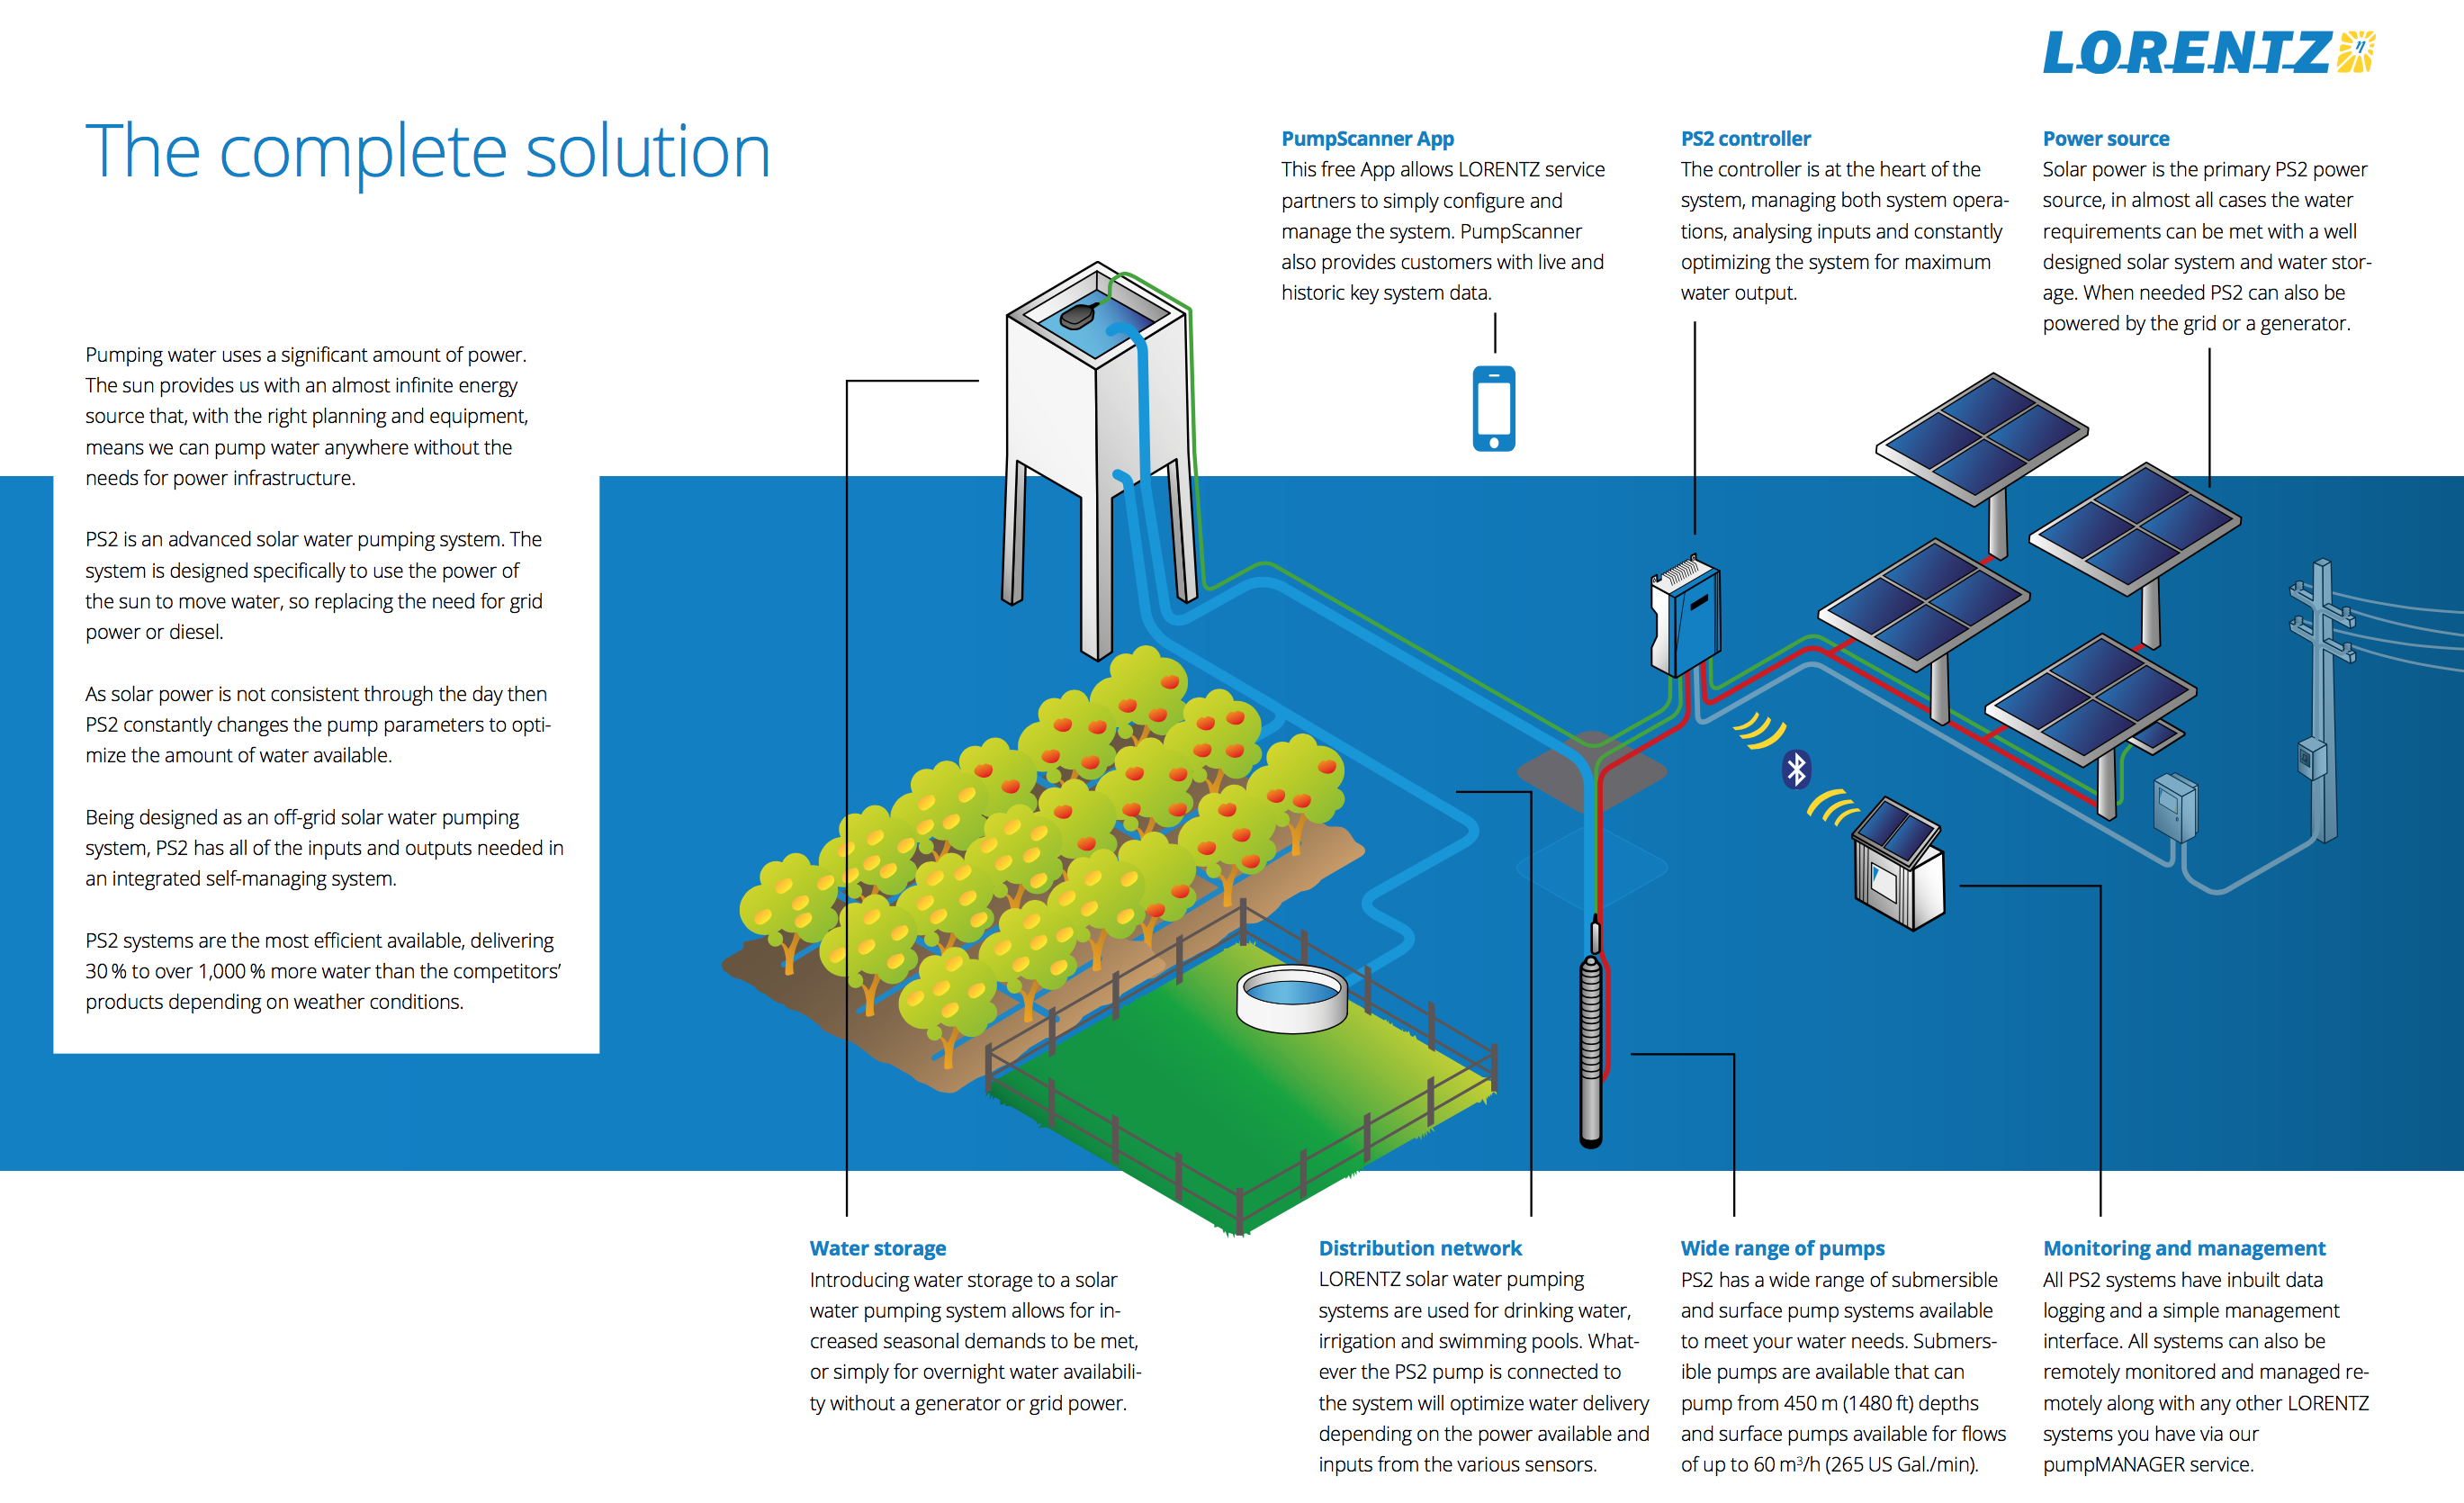 LORENTZ
The complete solution
Pumping water uses a significant amount of power.
The sun provides us with an almost infinite energy
source that, with the right planning and equipment,
means we can pump water anywhere without the
needs for power infrastructure.
PS2 is an advanced solar water pumping system. The
system is designed specifically to use the power of
the sun to move water, so replacing the need for grid
power or diesel.
As solar power is not consistent through the day then
PS2 constantly changes the pump parameters to opti-
mize the amount of water available.
Being designed as an off-grid solar water pumping
system, PS2 has all of the inputs and outputs needed in
an integrated self-managing system.
PS2 systems are the most efficient available, delivering
30 % to over 1,000 % more water than the competitors’
products depending on weather conditions.
PumpScanner App
This free App allows LORENTZ service
partners to simply configure and
manage the system. PumpScanner
also provides customers with live and
historic key system data.
PS2 controller
The controller is at the heart of the
system, managing both system opera-
tions, analysing inputs and constantly
optimizing the system for maximum
water output.
Power source
Solar power is the primary PS2 power
source, in almost all cases the water
requirements can be met with a well
designed solar system and water stor-
age. When needed PS2 can also be
powered by the grid or a generator.
Water storage
Introducing water storage to a solar
water pumping system allows for in-
creased seasonal demands to be met,
or simply for overnight water availabili-
ty without a generator or grid power.
Distribution network
LORENTZ solar water pumping
systems are used for drinking water,
irrigation and swimming pools. What-
ever the PS2 pump is connected to
the system will optimize water delivery
depending on the power available and
inputs from the various sensors.
Wide range of pumps
PS2 has a wide range of submersible
and surface pump systems available
to meet your water needs. Submers-
ible pumps are available that can
pump from 450 m (1480 ft) depths
and surface pumps available for flows
of up to 60 m³/h (265 US Gal./min).
Monitoring and management
All PS2 systems have inbuilt data
logging and a simple management
interface. All systems can also be
remotely monitored and managed re-
motely along with any other LORENTZ
systems you have via our
pumpMANAGER service.